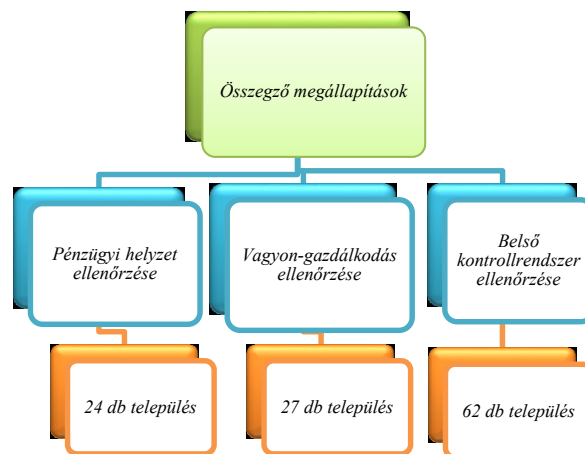 Összegző megállapítások
Pénzügyi helyzet
ellenőrzése
Vagyon-gazdálkodás
ellenőrzése
Belső
kontrollrendszer
ellenőrzése
24 db település
27 db település
62 db település